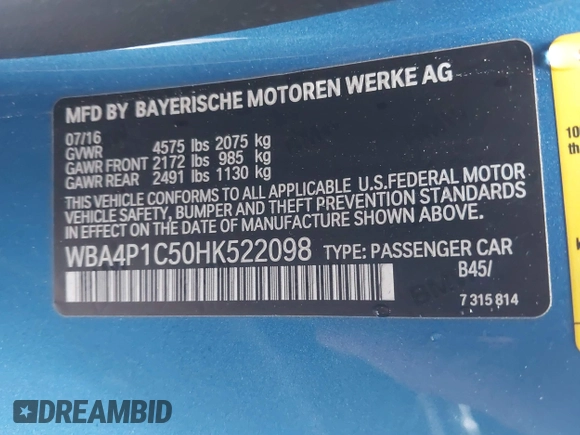 MFD BY BAYERISCHE MOTOREN WERKE AG
07/16
GVWR 4575 lbs 2075 kg
GAWR FRONT 2172 lbs 985 kg
GAWR REAR 2491 lbs 1130 kg
THIS VEHICLE CONFORMS TO ALL APPLICABLE U.S.FEDERAL MOTOR
VEHICLE SAFETY, BUMPER AND THEFT PREVENTION STANDARDS
IN EFFECT ON THE DATE OF MANUFACTURE SHOWN ABOVE.
WBA4P1C50HK522098 TYPE: PASSENGER CAR
B45/
7 315 814
10
th
DREAMBID